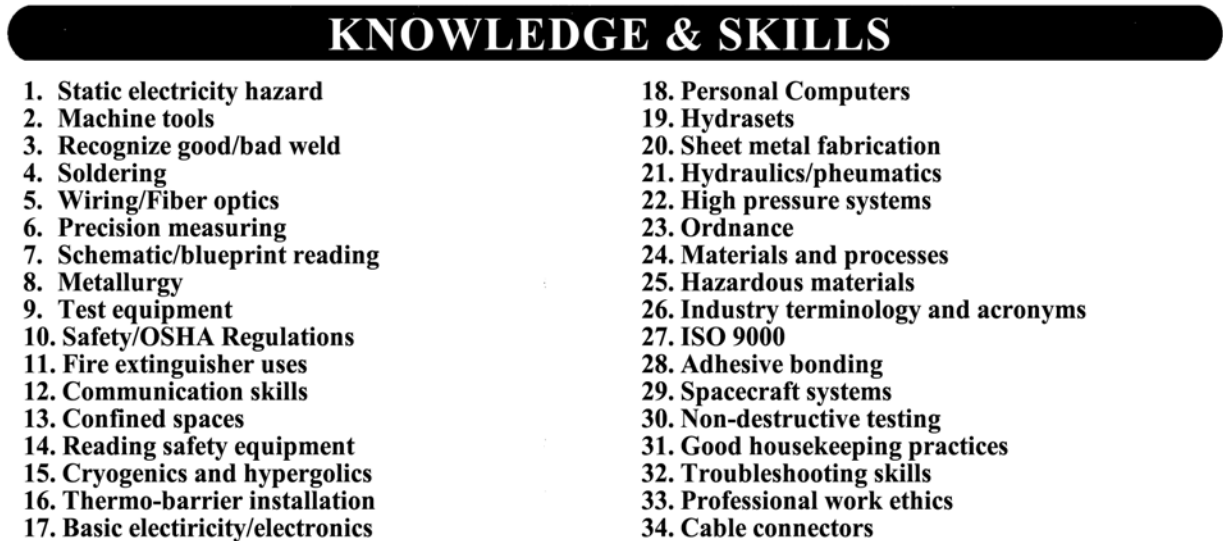 KNOWLEDGE & SKILLS
1. Static electricity hazard
2. Machine tools
3. Recognize good/bad weld
4. Soldering
5. Wiring/Fiber optics
6. Precision measuring
7. Schematic/blueprint reading
8. Metallurgy
9. Test equipment
10. Safety/OSHA Regulations
11. Fire extinguisher uses
12. Communication skills
13. Confined spaces
14. Reading safety equipment
15. Cryogenics and hypergolics
16. Thermo-barrier installation
17. Basic electiricity/electronics
18. Personal Computers
19. Hydrasets
20. Sheet metal fabrication
21. Hydraulics/pheumatics
22. High pressure systems
23. Ordnance
24. Materials and processes
25. Hazardous materials
26. Industry terminology and acronyms
27. ISO 9000
28. Adhesive bonding
29. Spacecraft systems
30. Non-destructive testing
31. Good housekeeping practices
32. Troubleshooting skills
33. Professional work ethics
34. Cable connectors